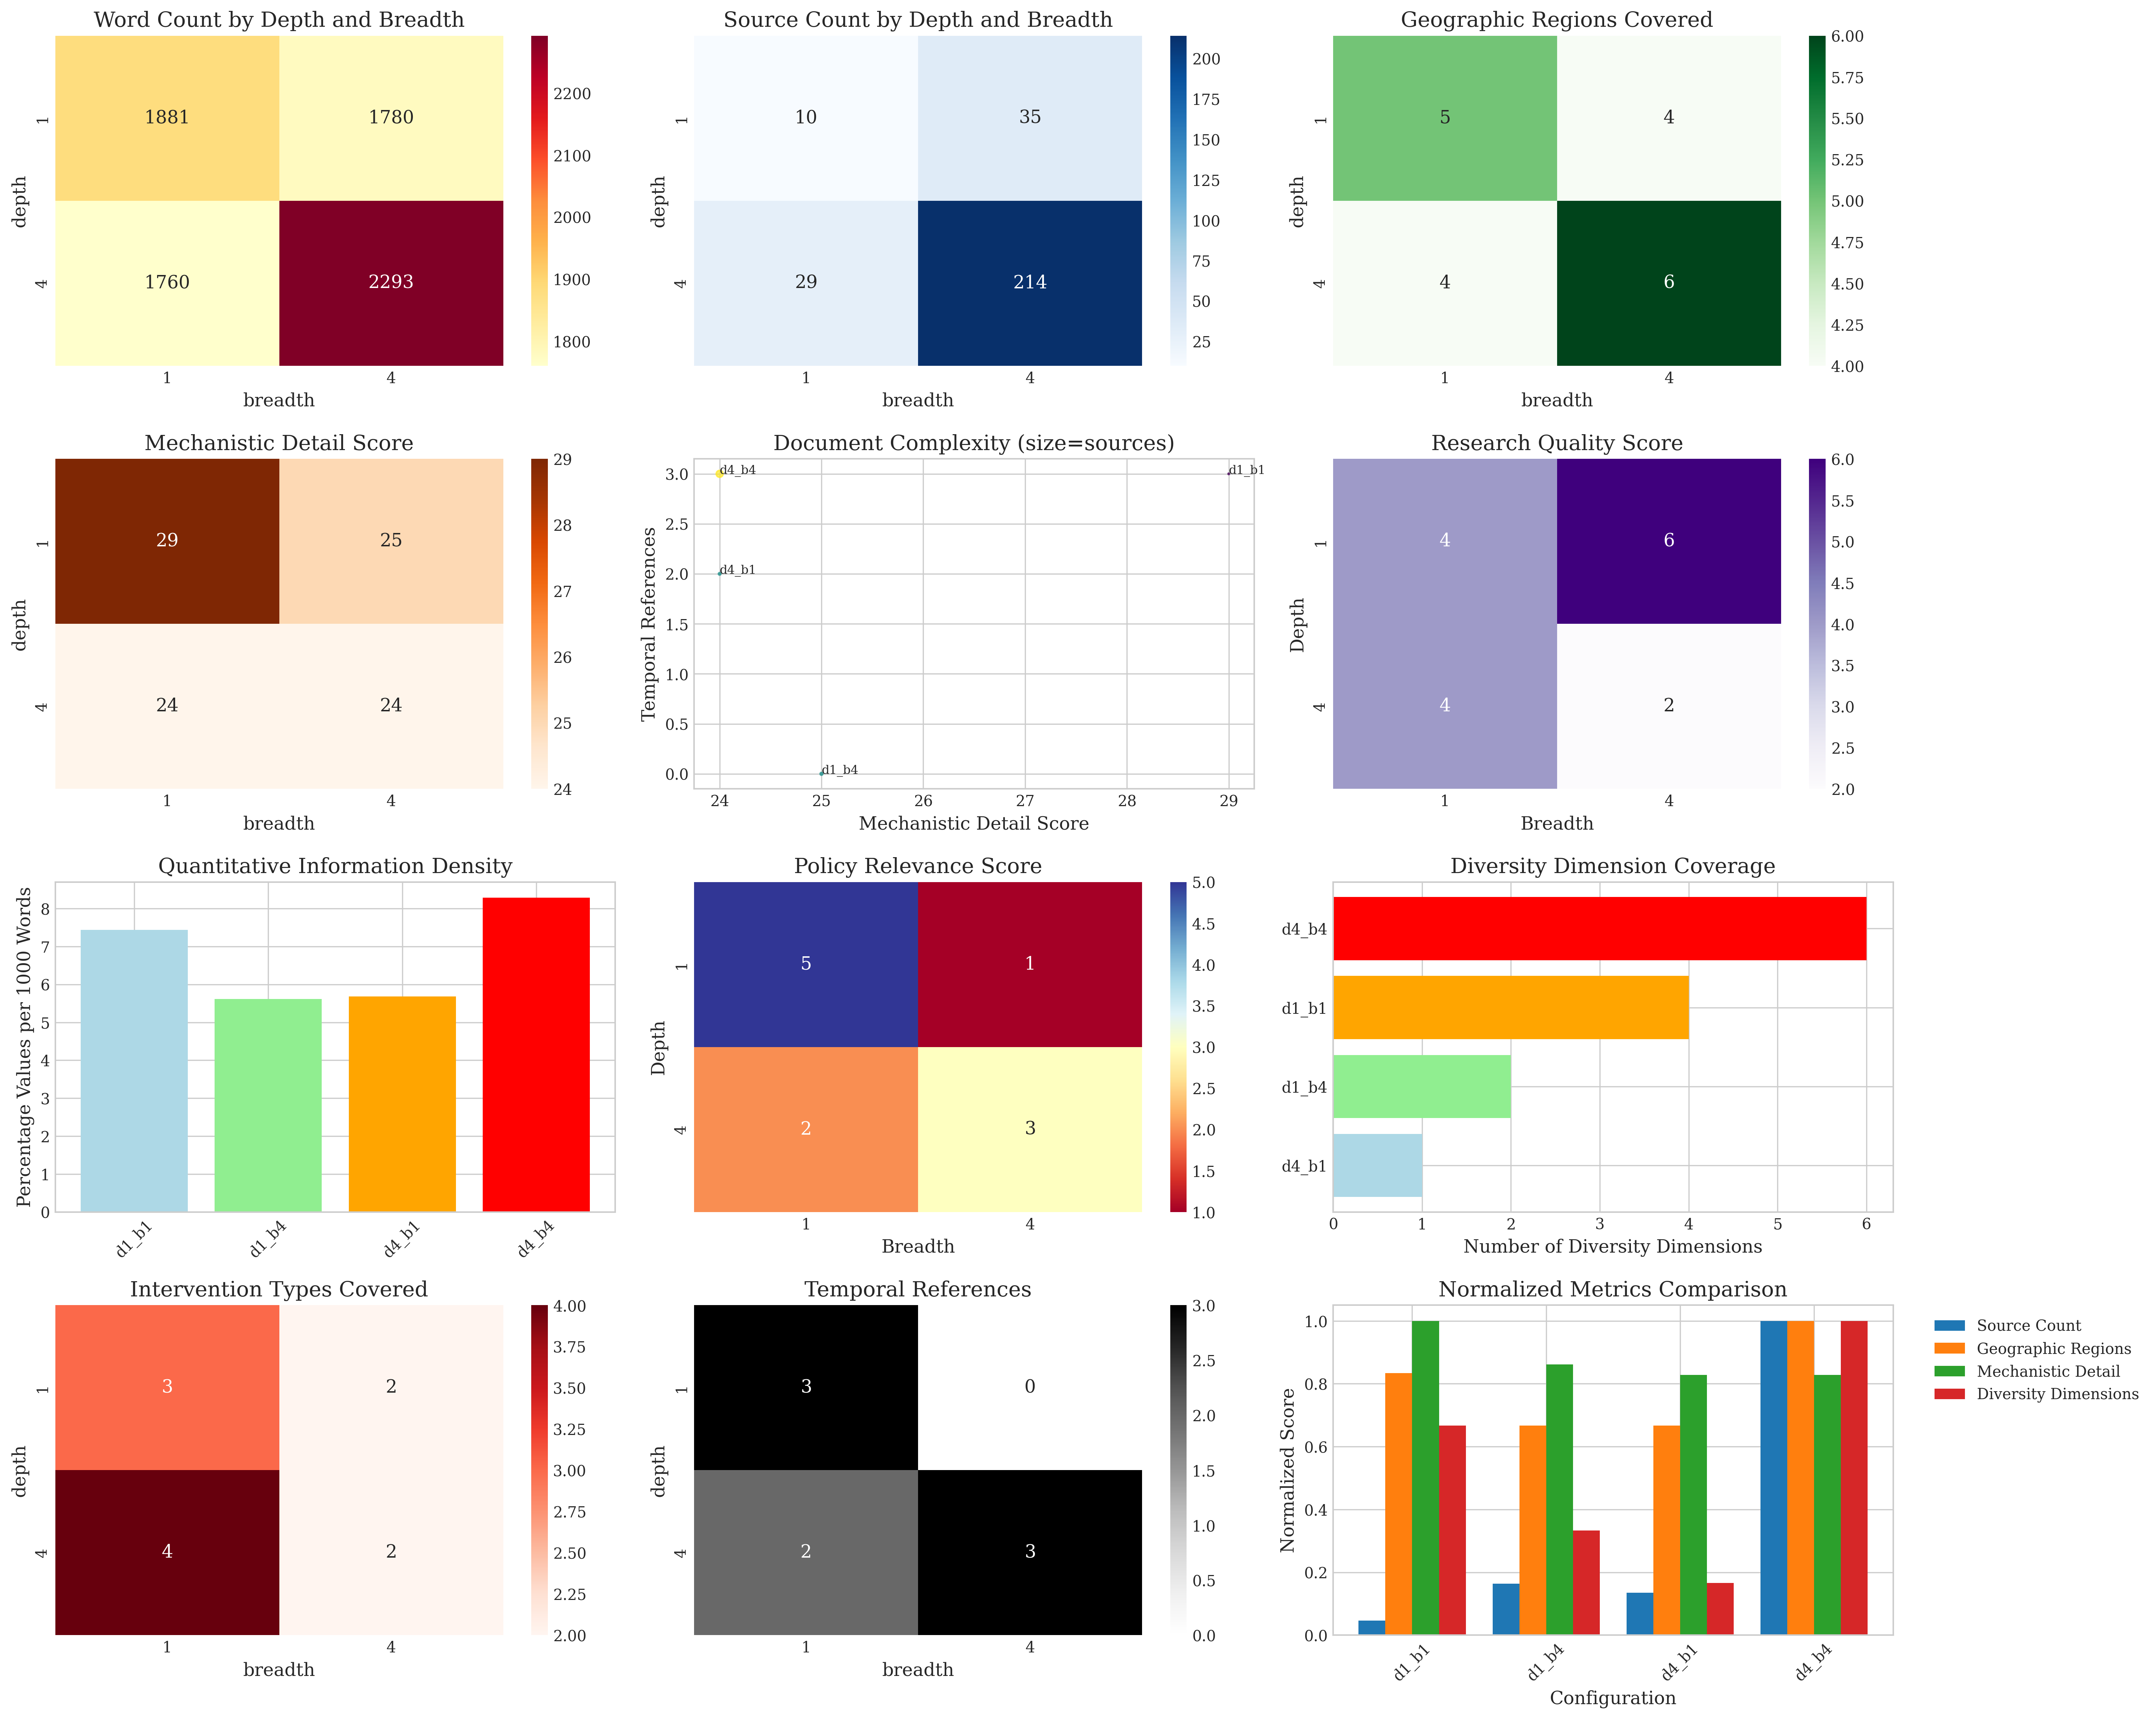 Word Count by Depth and Breadth
1881
1780
1760
2293
1
4
depth
1
4
breadth
2200
2100
2000
1900
1800
Source Count by Depth and Breadth
10
35
29
214
1
4
depth
1
4
breadth
200
175
150
125
100
75
50
25
Geographic Regions Covered
5
4
4
6
1
4
depth
1
4
breadth
6.00
5.75
5.50
5.25
5.00
4.75
4.50
4.25
4.00
Mechanistic Detail Score
29
25
24
24
1
4
depth
1
4
breadth
29
28
27
26
25
24
Document Complexity (size=sources)
d4_b4
d1_b1
d4_b1
d1_b4
3.0
2.5
2.0
1.5
1.0
0.5
0.0
Temporal References
24
25
26
27
28
29
Mechanistic Detail Score
Research Quality Score
4
6
4
2
1
4
Depth
1
4
Breadth
6.0
5.5
5.0
4.5
4.0
3.5
3.0
2.5
2.0
Quantitative Information Density
8
7
6
5
4
3
2
1
0
Percentage Values per 1000 Words
d1_b1
d1_b4
d4_b1
d4_b4
Policy Relevance Score
5
1
2
3
1
4
Depth
1
4
Breadth
5.0
4.5
4.0
3.5
3.0
2.5
2.0
1.5
1.0
Diversity Dimension Coverage
d4_b4
d1_b1
d1_b4
d4_b1
0
1
2
3
4
5
6
Number of Diversity Dimensions
Intervention Types Covered
3
2
4
2
1
4
depth
1
4
breadth
4.00
3.75
3.50
3.25
3.00
2.75
2.50
2.25
2.00
Temporal References
3
0
2
3
1
4
depth
1
4
breadth
3.0
2.5
2.0
1.5
1.0
0.5
0.0
Normalized Metrics Comparison
1.0
0.8
0.6
0.4
0.2
0.0
Normalized Score
d1_b1
d1_b4
d4_b1
d4_b4
Configuration
Source Count
Geographic Regions
Mechanistic Detail
Diversity Dimensions